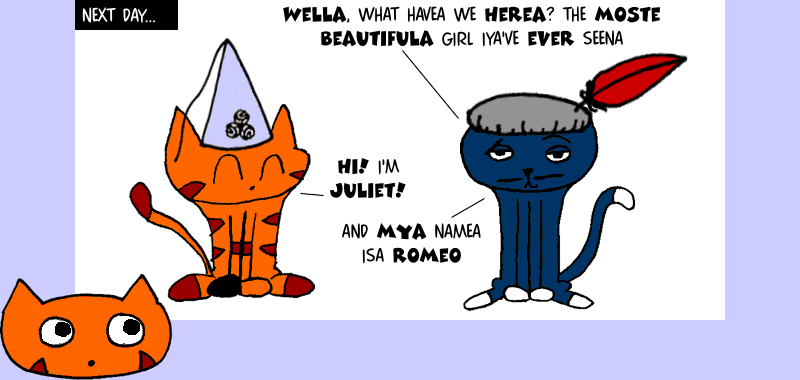 NEXT DAY...
WELLA, WHAT HAVEA WE HEREA? THE MOSTE
BEAUTIFULA GIRL IYA'VE EVER SEENA
HI! I'M
JULIET!
AND MYA NAMEA
ISA ROMEO